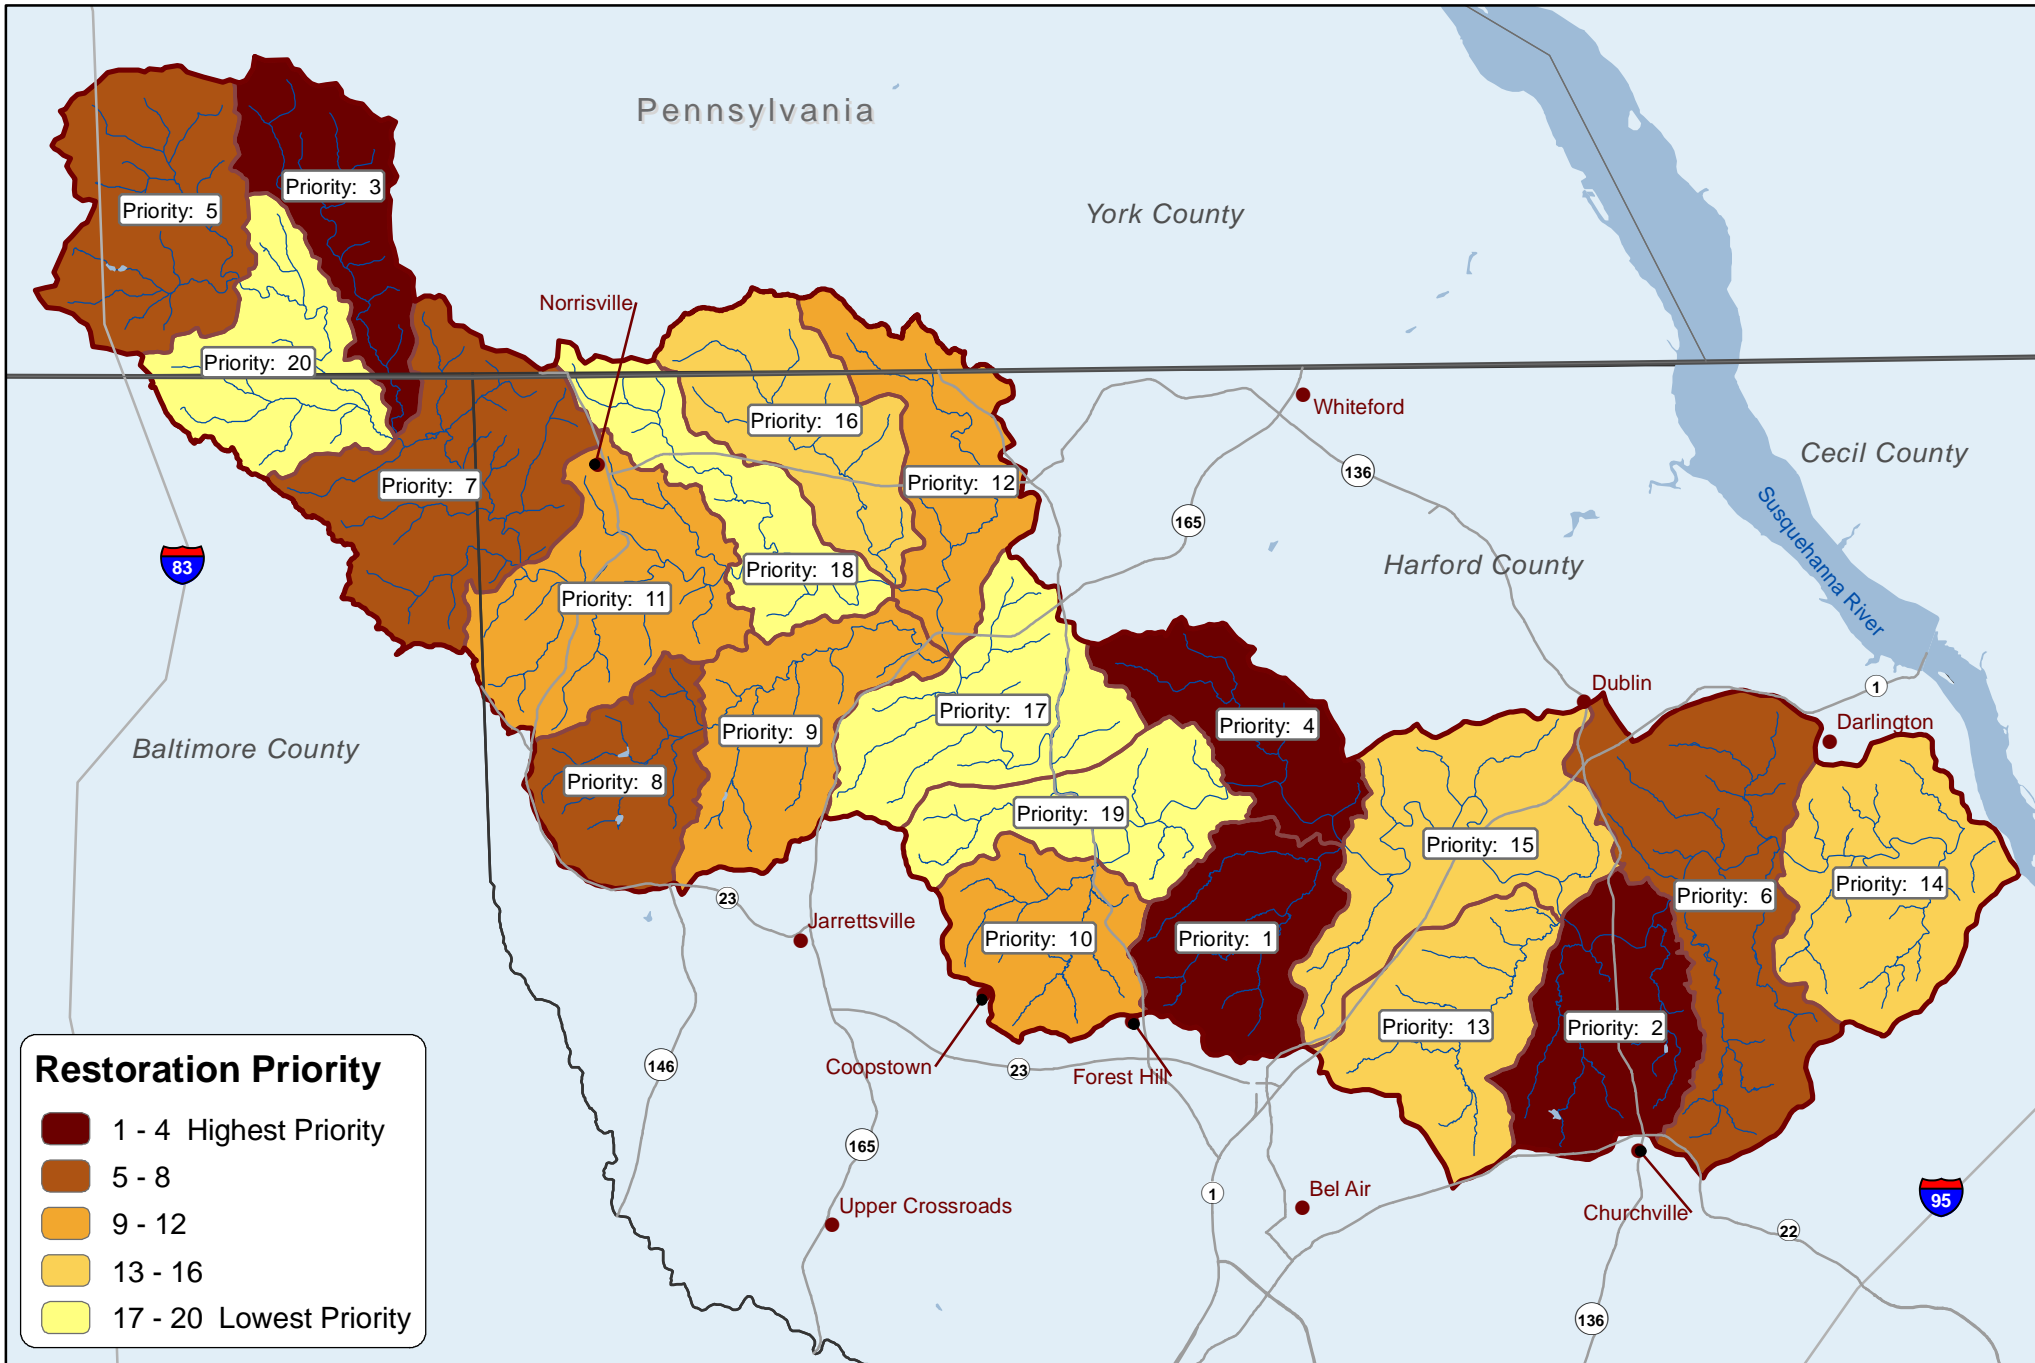 Pennsylvania
Priority: 3
Priority: 5
York County
Norrisville
Priority: 20
Whiteford
Priority: 16
Cecil County
136
Priority: 12
Priority: 7
165
Susquehanna River
83
Harford County
Priority: 18
Priority: 11
Dublin
1
Priority: 17
Priority: 4
Darlington
Priority: 9
Baltimore County
Priority: 8
Priority: 19
Priority: 15
Priority: 14
Priority: 6
23
Jarrettsville
Priority: 10
Priority: 1
Priority: 13
Priority: 2
146
Coopstown
23
Forest Hill
Restoration Priority
1 - 4 Highest Priority
5 - 8
9 - 12
13 - 16
17 - 20 Lowest Priority
165
Upper Crossroads
1
Bel Air
Churchville
95
22
136